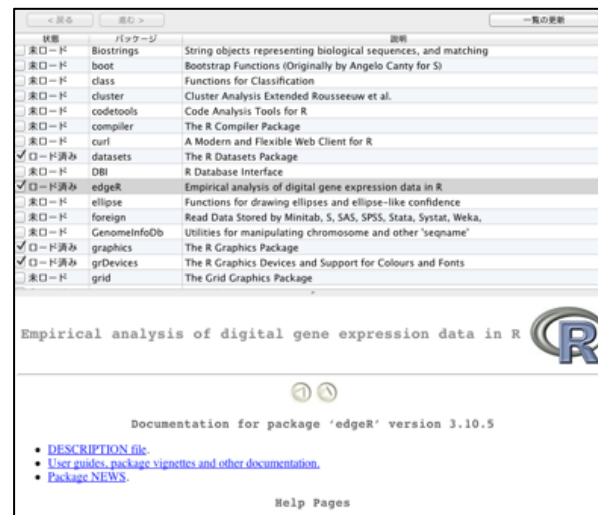 < 戻る 進む > 一覧の更新
状態 パッケージ 説明
未ロード Biostrings String objects representing biological sequences, and matching
未ロード boot Bootstrap Functions (Originally by Angelo Canty for S)
未ロード class Functions for Classification
未ロード cluster Cluster Analysis Extended Rousseeuw et al.
未ロード codetools Code Analysis Tools for R
未ロード compiler The R Compiler Package
未ロード curl A Modern and Flexible Web Client for R
ロード済み datasets The R Datasets Package
未ロード DBI R Database Interface
ロード済み edgeR Empirical analysis of digital gene expression data in R
未ロード ellipse Functions for drawing ellipses and ellipse-like confidence
未ロード foreign Read Data Stored by Minitab, S, SAS, SPSS, Stata, Systat, Weka,
未ロード GenomeInfoDb Utilities for manipulating chromosome and other 'seqname'
ロード済み graphics The R Graphics Package
ロード済み grDevices The R Graphics Devices and Support for Colours and Fonts
未ロード grid The Grid Graphics Package
Empirical analysis of digital gene expression data in R R
Documentation for package ‘edgeR’ version 3.10.5
• DESCRIPTION file.
• User guides, package vignettes and other documentation.
• Package NEWS.
Help Pages